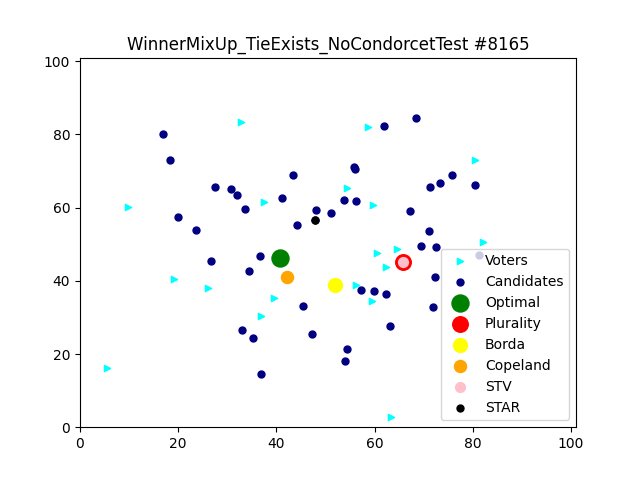 WinnerMixUp_TieExists_NoCondorcetTest #8165
100
80
60
40
20
0
0
20
40
60
80
100
Voters
Candidates
Optimal
Plurality
Borda
Copeland
STV
STAR